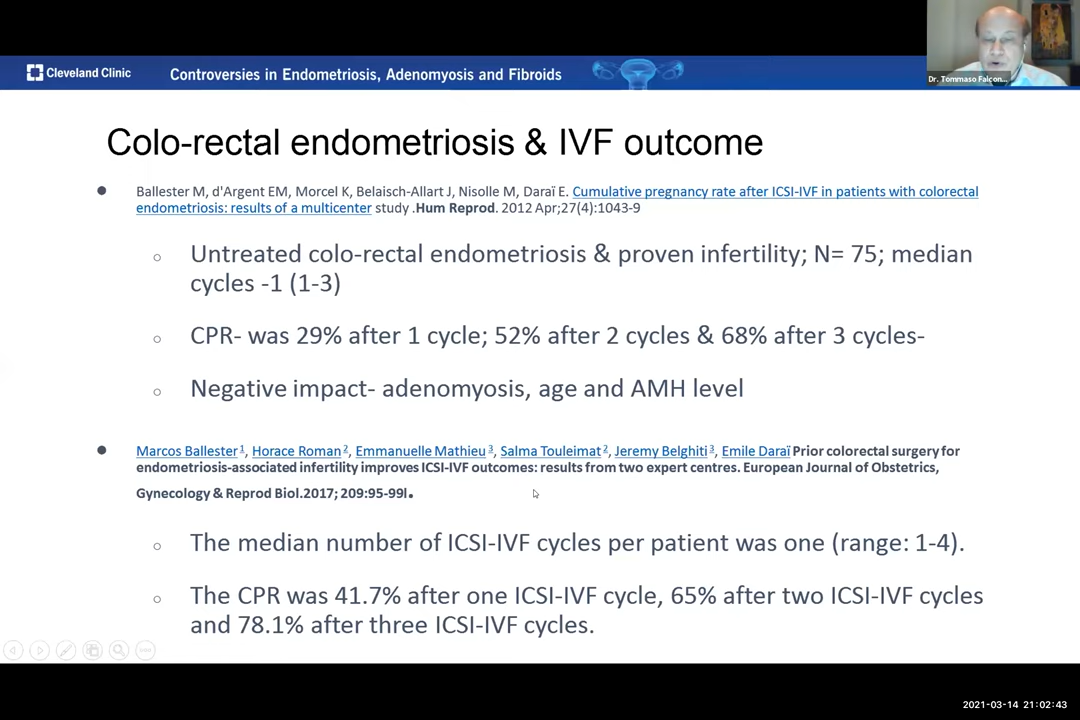 Cleveland Clinic
Controversies in Endometriosis, Adenomyosis and Fibroids
Dr. Tommaso Falcon...
Colo-rectal endometriosis & IVF outcome
Ballester M, d'Argent EM, Morcel K, Belaisch-Allart J, Nisolle M, Daraï E. Cumulative pregnancy rate after ICSI-IVF in patients with colorectal
endometriosis: results of a multicenter study .Hum Reprod. 2012 Apr;27(4):1043-9
Untreated colo-rectal endometriosis & proven infertility; N= 75; median
cycles -1 (1-3)
CPR- was 29% after 1 cycle; 52% after 2 cycles & 68% after 3 cycles-
Negative impact- adenomyosis, age and AMH level
Marcos Ballester 1, Horace Roman 2, Emmanuelle Mathieu 3, Salma Touleimat 2, Jeremy Belghiti 3, Emile Daraï Prior colorectal surgery for
endometriosis-associated infertility improves ICSI-IVF outcomes: results from two expert centres. European Journal of Obstetrics,
Gynecology & Reprod Biol.2017; 209:95-99l.
The median number of ICSI-IVF cycles per patient was one (range: 1-4).
The CPR was 41.7% after one ICSI-IVF cycle, 65% after two ICSI-IVF cycles
and 78.1% after three ICSI-IVF cycles.
2021-03-14 21:02:43